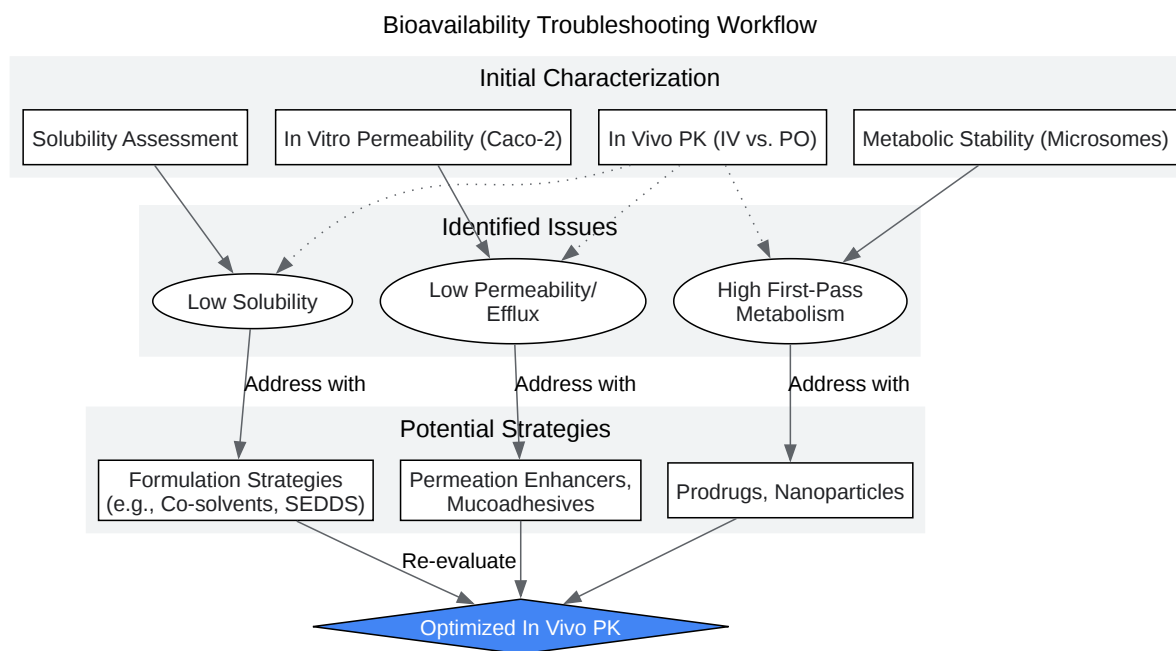 Bioavailability Troubleshooting Workflow
Initial Characterization
Solubility Assessment
In Vitro Permeability (Caco-2)
In Vivo PK (IV vs. PO)
Metabolic Stability (Microsomes)
Identified Issues
Low Solubility
Low Permeability/
Efflux
High First-Pass
Metabolism
Address with
Address with
Address with
Potential Strategies
Formulation Strategies
(e.g., Co-solvents, SEDDS)
Permeation Enhancers,
Mucoadhesives
Prodrugs, Nanoparticles
Re-evaluate
Optimized In Vivo PK